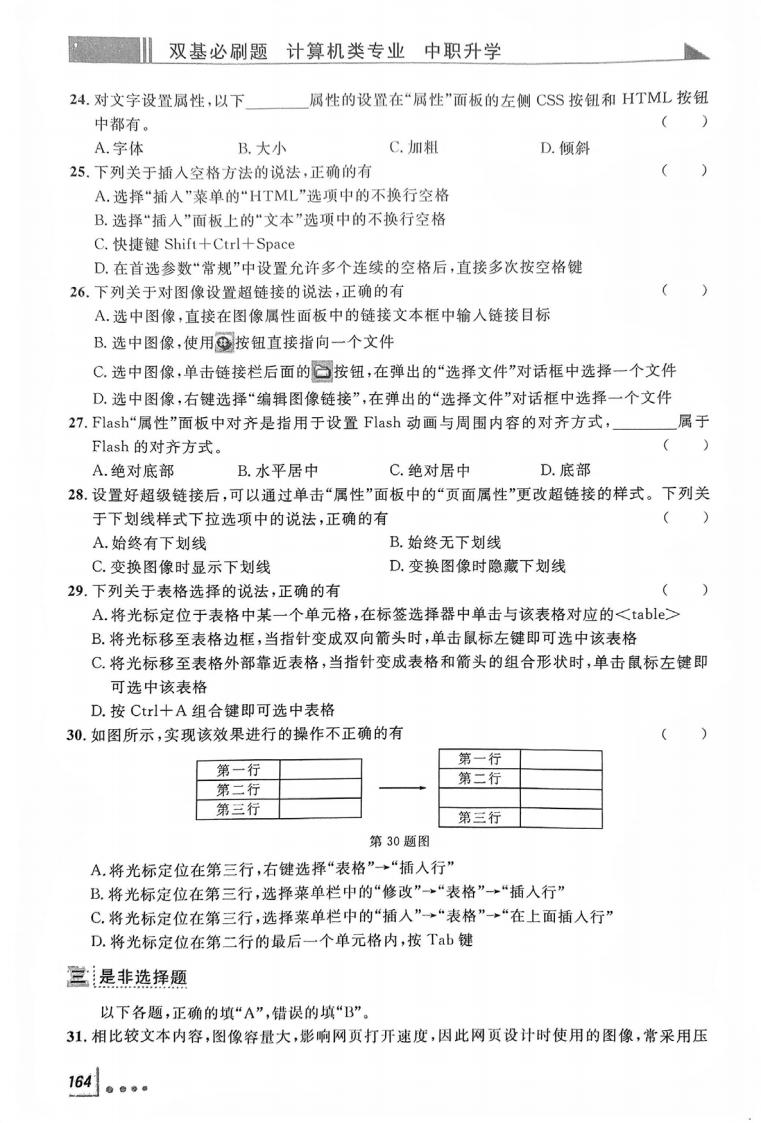 双基必刷题 计算机类专业 中职升学
24. 对文字设置属性,以下________属性的设置在“属性”面板的左侧 CSS 按钮和 HTML 按钮
中都有。 ( )
A. 字体 B. 大小 C. 加粗 D. 倾斜
25. 下列关于插入空格方法的说法,正确的有 ( )
A. 选择“插入”菜单的“HTML”选项中的不换行空格
B. 选择“插入”面板上的“文本”选项中的不换行空格
C. 快捷键 Shift+Ctrl+Space
D. 在首选参数“常规”中设置允许多个连续的空格后,直接多次按空格键
26. 下列关于对图像设置超链接的说法,正确的有 ( )
A. 选中图像,直接在图像属性面板中的链接文本框中输入链接目标
B. 选中图像,使用按钮直接指向一个文件
C. 选中图像,单击链接栏后面的按钮,在弹出的“选择文件”对话框中选择一个文件
D. 选中图像,右键选择“编辑图像链接”,在弹出的“选择文件”对话框中选择一个文件
27. Flash“属性”面板中对齐是指用于设置 Flash 动画与周围内容的对齐方式,________属于
Flash 的对齐方式。 ( )
A. 绝对底部 B. 水平居中 C. 绝对居中 D. 底部
28. 设置好超级链接后,可以通过单击“属性”面板中的“页面属性”更改超链接的样式。下列关
于下划线样式下拉选项中的说法,正确的有 ( )
A. 始终有下划线 B. 始终无下划线
C. 变换图像时显示下划线 D. 变换图像时隐藏下划线
29. 下列关于表格选择的说法,正确的有 ( )
A. 将光标定位于表格中某一个单元格,在标签选择器中单击与该表格对应的<table>
B. 将光标移至表格边框,当指针变成双向箭头时,单击鼠标左键即可选中该表格
C. 将光标移至表格外部靠近表格,当指针变成表格和箭头的组合形状时,单击鼠标左键即
可选中该表格
D. 按 Ctrl+A 组合键即可选中表格
30. 如图所示,实现该效果进行的操作不正确的有 ( )
第一行
第二行
第三行
→
第一行
第二行
第三行
第 30 题图
A. 将光标定位在第三行,右键选择“表格”→“插入行”
B. 将光标定位在第三行,选择菜单栏中的“修改”→“表格”→“插入行”
C. 将光标定位在第三行,选择菜单栏中的“插入”→“表格”→“在上面插入行”
D. 将光标定位在第二行的最后一个单元格内,按 Tab 键
三 是非选择题
以下各题,正确的填“A”,错误的填“B”。
31. 相比较文本内容,图像容量大,影响网页打开速度,因此网页设计时使用的图像,常采用压
164